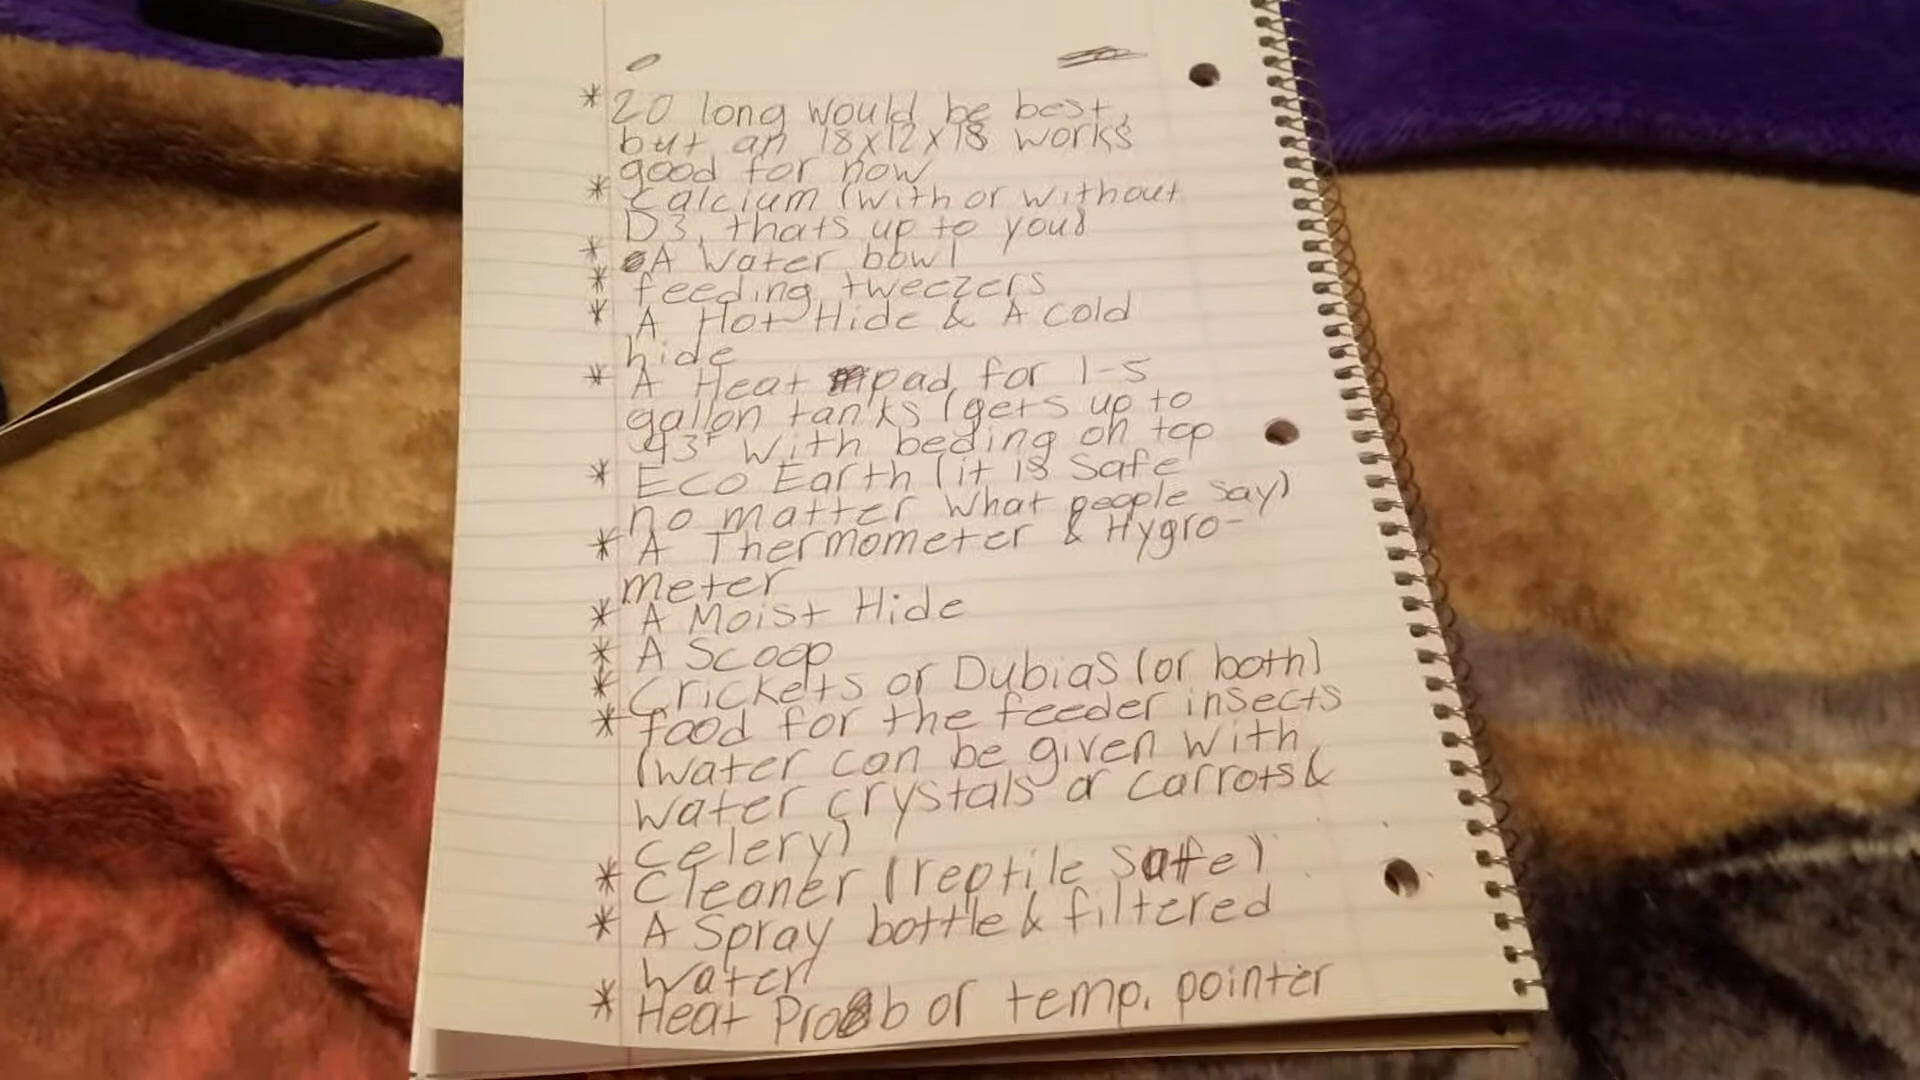 * 20 long would be best,
but an 18x12x18 works
good for now
* Calcium (with or without
D3, thats up to you)
* A Water bowl
* feeding tweezers
* A Hot Hide & A cold
hide
* A Heat pad for 1-5
gallon tanks (gets up to
93° With beding on top
* Eco Earth (it is Safe
no matter What people say)
* A Thermometer & Hygro-
meter
* A Moist Hide
* A Scoop
* Crickets or Dubias (or both)
* food for the feeder insects
(water can be given with
water crystals or carrots &
celery)
* Cleaner (reptile Safe)
* A Spray bottle & filtered
Water
* Heat Prob or temp. pointer